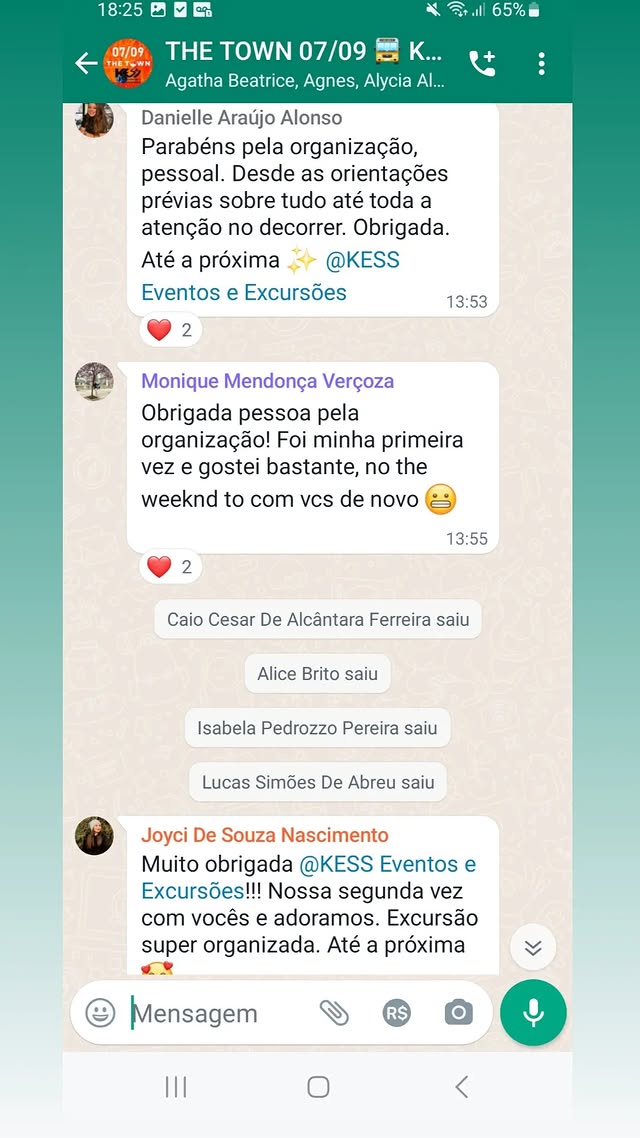 18:25
65%
07/09
THE TOWN
KESS
THE TOWN 07/09 🚌 K...
Agatha Beatrice, Agnes, Alycia Al...
Danielle Araújo Alonso
Parabéns pela organização,
pessoal. Desde as orientações
prévias sobre tudo até toda a
atenção no decorrer. Obrigada.
Até a próxima ✨ @KESS
Eventos e Excursões
13:53
❤️ 2
Monique Mendonça Verçoza
Obrigada pessoa pela
organização! Foi minha primeira
vez e gostei bastante, no the
weeknd to com vcs de novo 😬
13:55
❤️ 2
Caio Cesar De Alcântara Ferreira saiu
Alice Brito saiu
Isabela Pedrozzo Pereira saiu
Lucas Simões De Abreu saiu
Joyci De Souza Nascimento
Muito obrigada @KESS Eventos e
Excursões!!! Nossa segunda vez
com vocês e adoramos. Excursão
super organizada. Até a próxima
🥰
Mensagem
R$